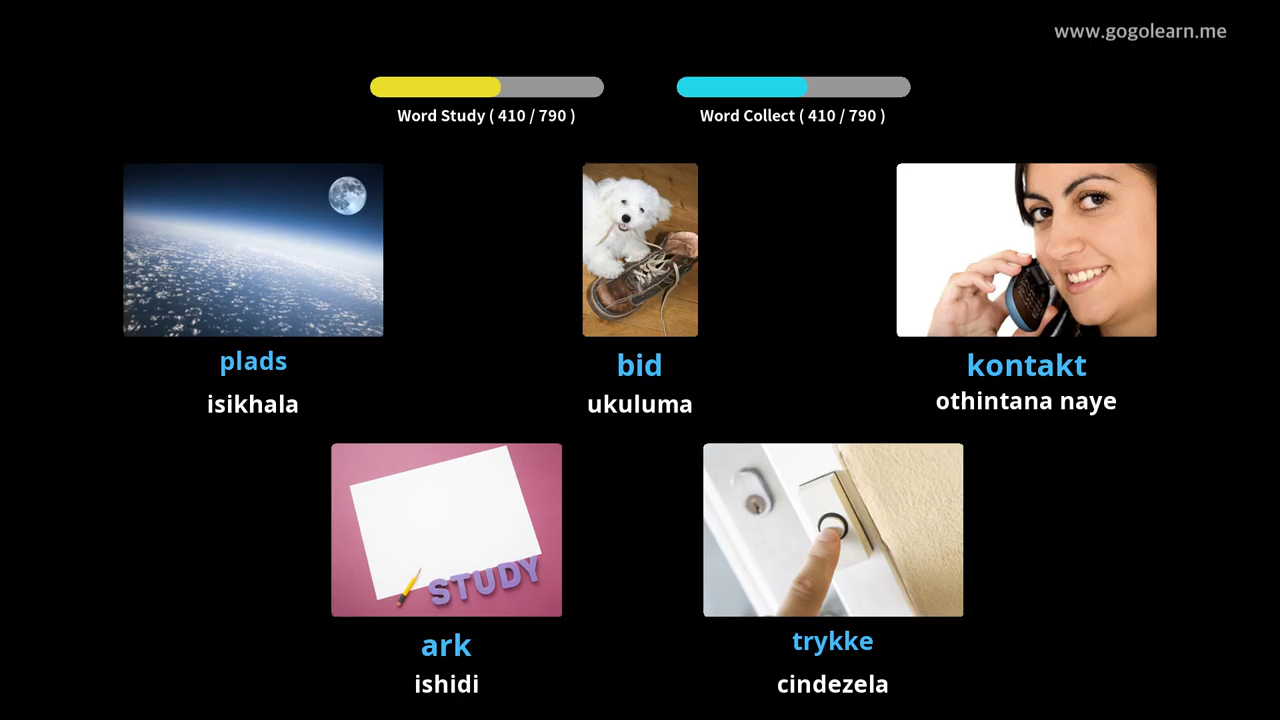 www.gogolearn.me
Word Study ( 410 / 790 )
Word Collect ( 410 / 790 )
plads
isikhala
bid
ukuluma
kontakt
othintana naye
STUDY
ark
ishidi
trykke
cindezela